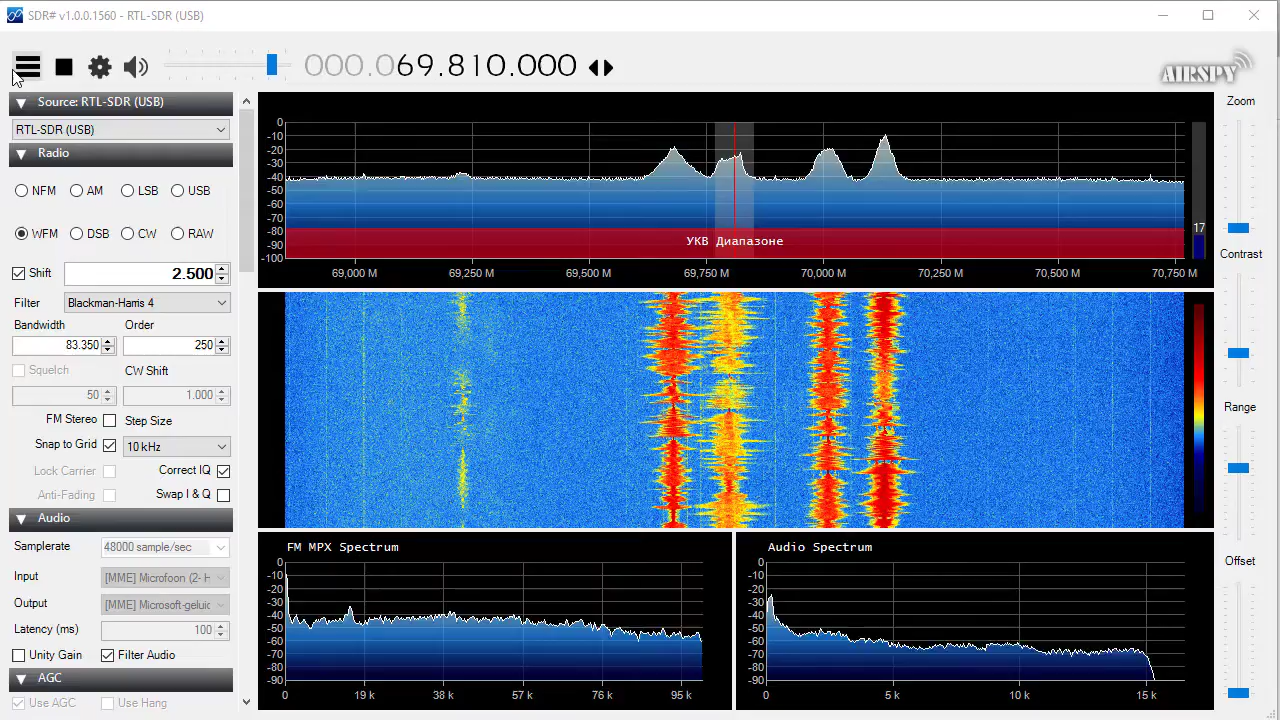 SDR# v1.0.0.1560 - RTL-SDR (USB)
000.069.810.000
AIRSPY
Source: RTL-SDR (USB)
RTL-SDR (USB)
Radio
NFM AM LSB USB
WFM DSB CW RAW
Shift 2.500
Filter Blackman-Harris 4
Bandwidth Order
83.350 250
Squelch CW Shift
50 1.000
FM Stereo Step Size
Snap to Grid 10 kHz
Lock Carrier Correct IQ
Anti-Fading Swap I & Q
Audio
Samplerate 48000 sample/sec
Input [MME] Microfoon (2- H
Output [MME] Microsoft-geluid
Latency (ms) 100
Unity Gain Filter Audio
AGC
Use AGC Use Hang
0
-10
-20
-30
-40
-50
-60
-70
-80
-90
-100
УКВ Диапазоне
17
69,000 M 69,250 M 69,500 M 69,750 M 70,000 M 70,250 M 70,500 M 70,750 M
FM MPX Spectrum
0
-10
-20
-30
-40
-50
-60
-70
-80
-90
0 19 k 38 k 57 k 76 k 95 k
Audio Spectrum
0
-10
-20
-30
-40
-50
-60
-70
-80
-90
0 5 k 10 k 15 k
Zoom
Contrast
Range
Offset